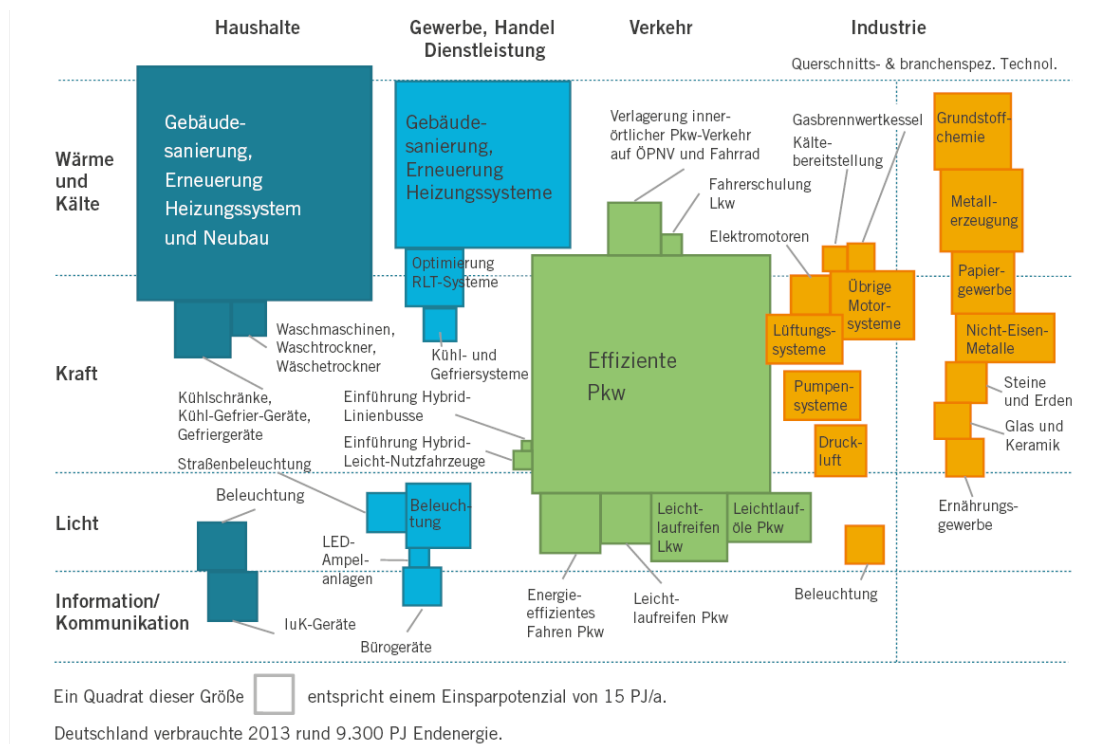 Haushalte
Gewerbe, Handel
Dienstleistung
Verkehr
Industrie
Querschnitts- & branchenspez. Technol.
Wärme
und
Kälte
Gebäude-
sanierung,
Erneuerung
Heizungssystem
und Neubau
Gebäude-
sanierung,
Erneuerung
Heizungssysteme
Verlagerung inner-
örtlicher Pkw-Verkehr
auf ÖPNV und Fahrrad
Fahrerschulung
Lkw
Elektromotoren
Gasbrennwertkessel
Kälte-
bereitstellung
Grundstoff-
chemie
Metall-
erzeugung
Optimierung
RLT-Systeme
Papier-
gewerbe
Übrige
Motor-
systeme
Kraft
Waschmaschinen,
Waschtrockner,
Wäschetrockner
Kühlschränke,
Kühl-Gefrier-Geräte,
Gefriergeräte
Kühl- und
Gefriersysteme
Einführung Hybrid-
Linienbusse
Einführung Hybrid-
Leicht-Nutzfahrzeuge
Effiziente
Pkw
Lüftungs-
systeme
Pumpen-
systeme
Druck-
luft
Nicht-Eisen-
Metalle
Steine
und Erden
Glas und
Keramik
Ernährungs-
gewerbe
Licht
Straßenbeleuchtung
Beleuchtung
Beleuch-
tung
LED-
Ampel-
anlagen
Leicht-
laufreifen
Lkw
Leichtlauf-
öle Pkw
Energie-
effizientes
Fahren Pkw
Leicht-
laufreifen Pkw
Beleuchtung
Information/
Kommunikation
IuK-Geräte
Bürogeräte
Ein Quadrat dieser Größe entspricht einem Einsparpotenzial von 15 PJ/a.
Deutschland verbrauchte 2013 rund 9.300 PJ Endenergie.